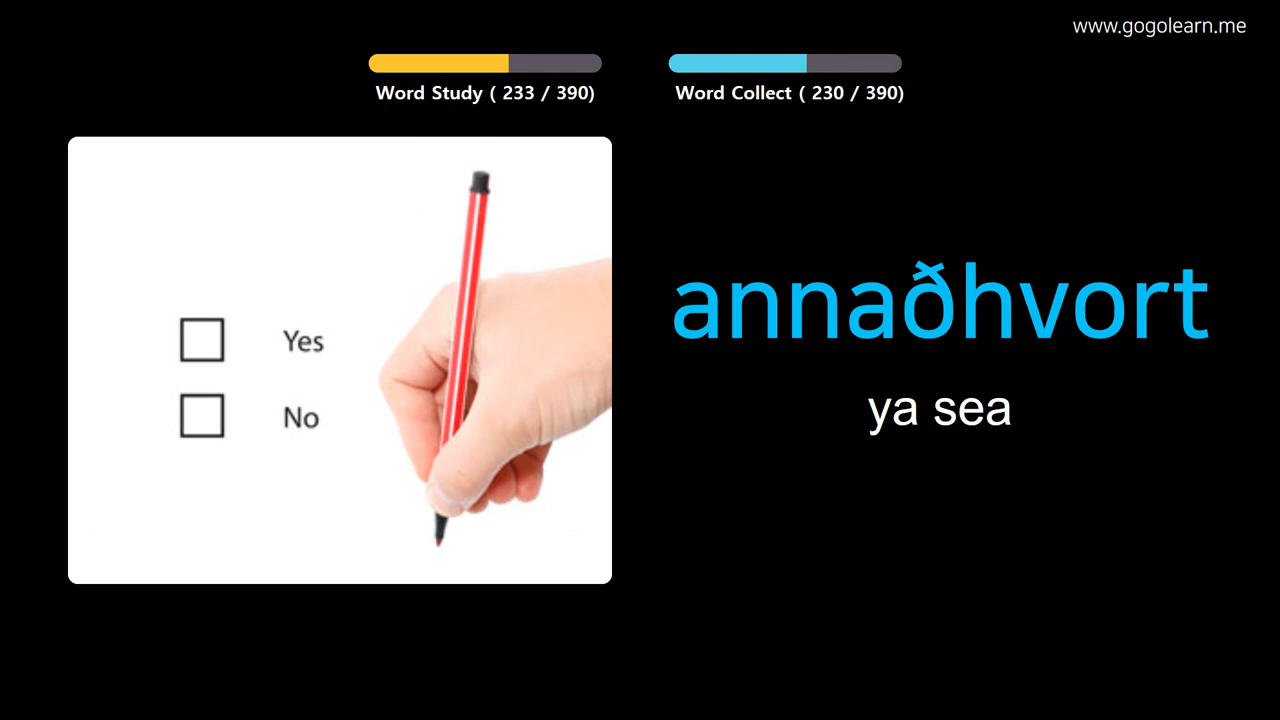 www.gogolearn.me
Word Study ( 233 / 390)
Word Collect ( 230 / 390)
Yes
No
annaðhvort
ya sea